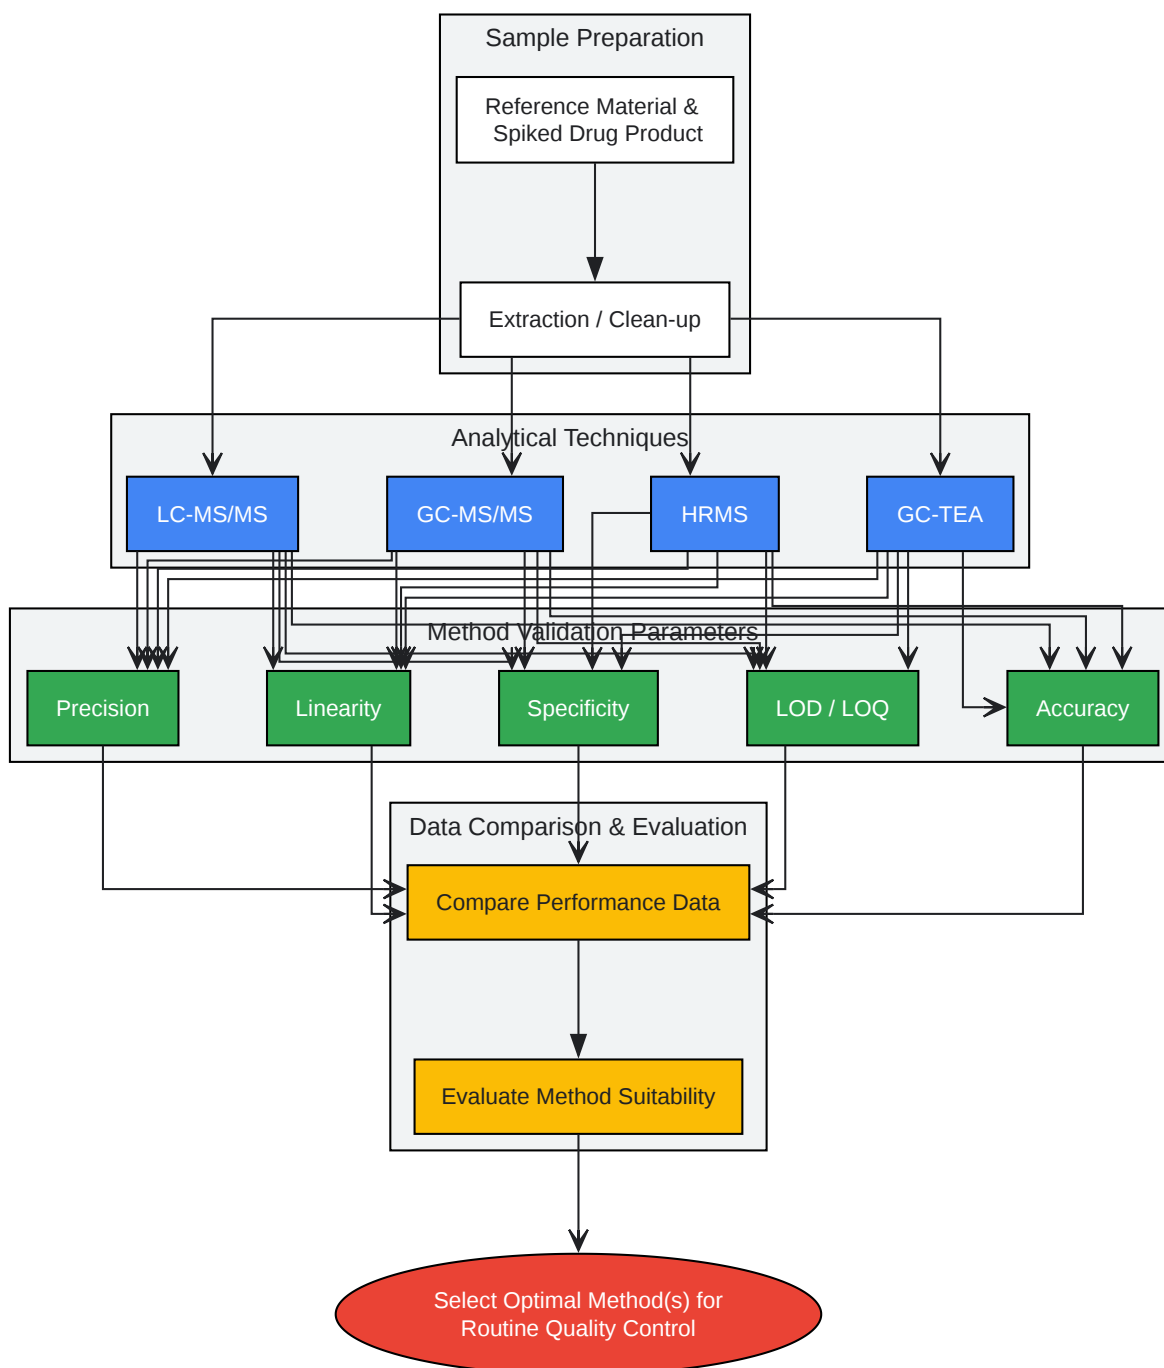 Sample Preparation
Reference Material &
Spiked Drug Product
Extraction / Clean-up
Analytical Techniques
LC-MS/MS
GC-MS/MS
HRMS
GC-TEA
Method Validation Parameters
Precision
Linearity
Specificity
LOD / LOQ
Accuracy
Data Comparison & Evaluation
Compare Performance Data
Evaluate Method Suitability
Select Optimal Method(s) for
Routine Quality Control